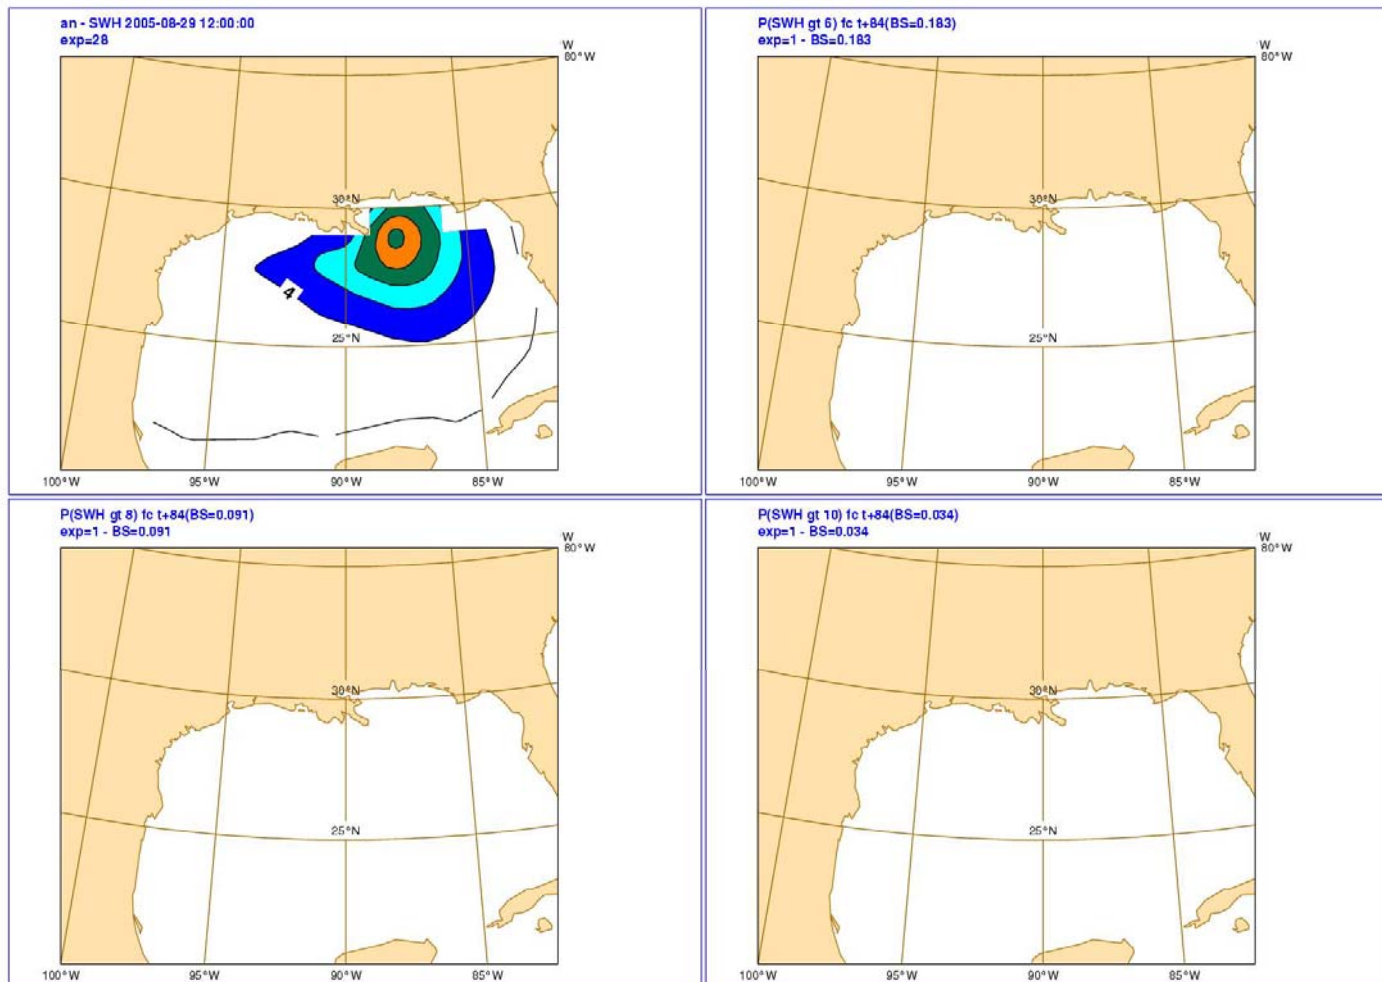 an - SWH 2005-08-29 12:00:00
exp=28
W
80°W
30°N
4
25°N
100°W
95°W
90°W
85°W
P(SWH gt 6) fc t+84(BS=0.183)
exp=1 - BS=0.183
W
80°W
30°N
25°N
100°W
95°W
90°W
85°W
P(SWH gt 8) fc t+84(BS=0.091)
exp=1 - BS=0.091
W
80°W
30°N
25°N
100°W
95°W
90°W
85°W
P(SWH gt 10) fc t+84(BS=0.034)
exp=1 - BS=0.034
W
80°W
30°N
25°N
100°W
95°W
90°W
85°W